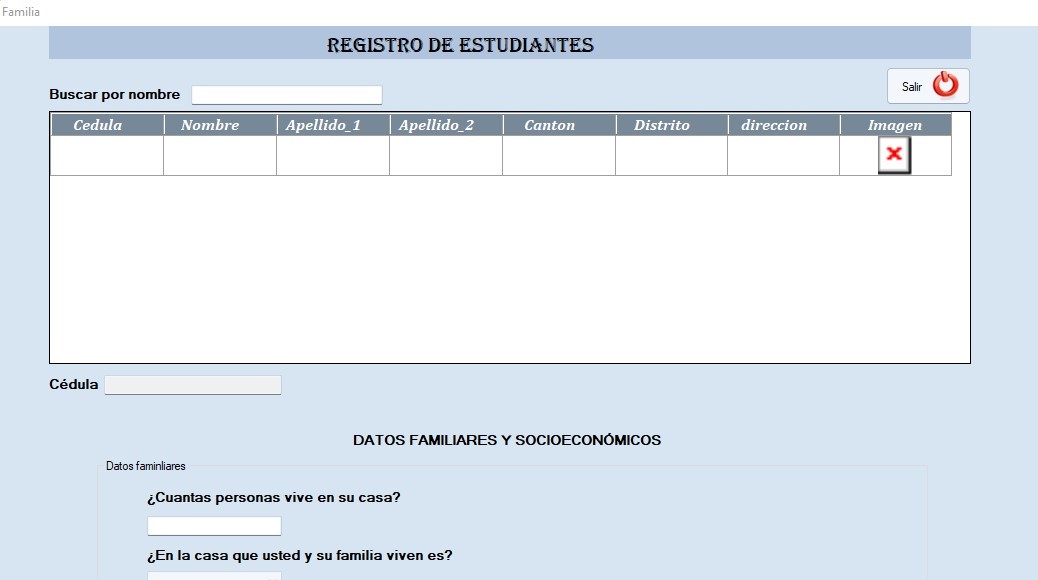 Familia
REGISTRO DE ESTUDIANTES
Buscar por nombre
Salir
Cedula Nombre Apellido_1 Apellido_2 Canton Distrito direccion Imagen
Cédula
DATOS FAMILIARES Y SOCIOECONÓMICOS
Datos faminliares
¿Cuantas personas vive en su casa?
¿En la casa que usted y su familia viven es?